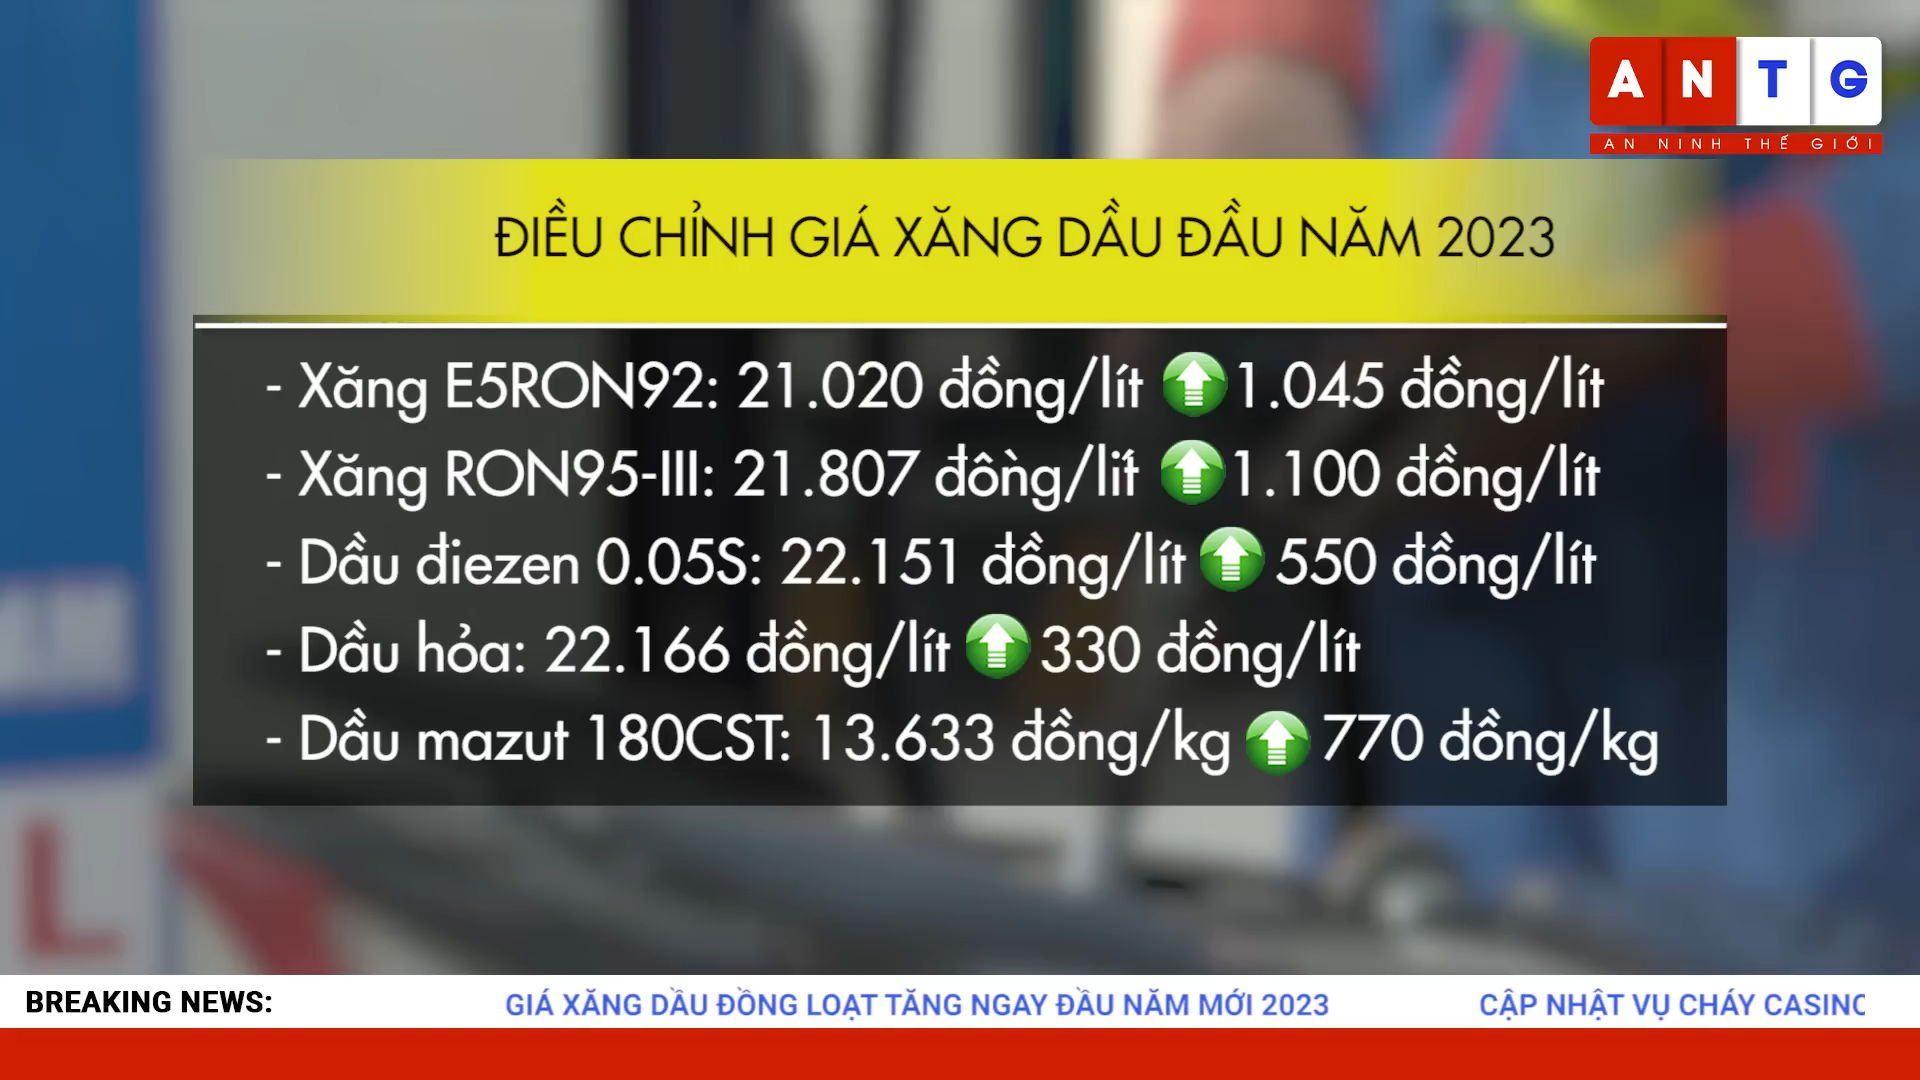 ANTG
AN NINH THẾ GIỚI
ĐIỀU CHỈNH GIÁ XĂNG DẦU ĐẦU NĂM 2023
- Xăng E5RON92: 21.020 đồng/lít 1.045 đồng/lít
- Xăng RON95-III: 21.807 đồng/lít 1.100 đồng/lít
- Dầu điezen 0.05S: 22.151 đồng/lít 550 đồng/lít
- Dầu hỏa: 22.166 đồng/lít 330 đồng/lít
- Dầu mazut 180CST: 13.633 đồng/kg 770 đồng/kg
L
BREAKING NEWS: GIÁ XĂNG DẦU ĐỒNG LOẠT TĂNG NGAY ĐẦU NĂM MỚI 2023 CẬP NHẬT VỤ CHÁY CASINO